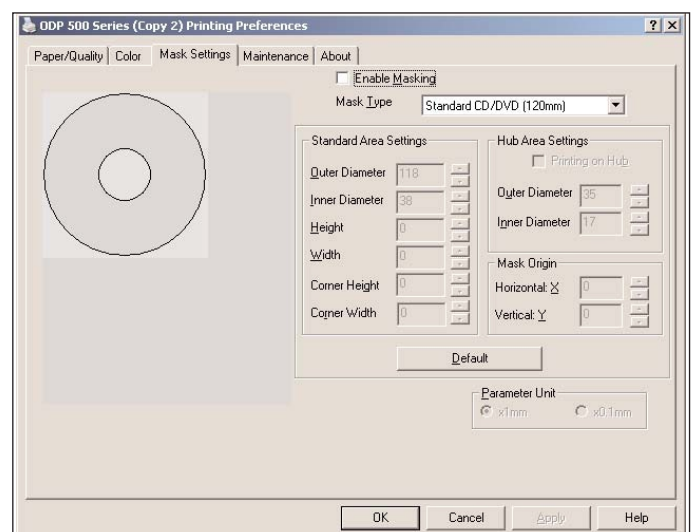 ODP 500 Series (Copy 2) Printing Preferences
Paper/Quality Color Mask Settings Maintenance About
Enable Masking
Mask Type Standard CD/DVD (120mm)
Standard Area Settings
Outer Diameter 118
Inner Diameter 38
Height 0
Width 0
Corner Height 0
Corner Width 0
Hub Area Settings
Printing on Hub
Outer Diameter 35
Inner Diameter 17
Mask Origin
Horizontal: X 0
Vertical: Y 0
Default
Parameter Unit
x1mm x0.1mm
OK Cancel Apply Help